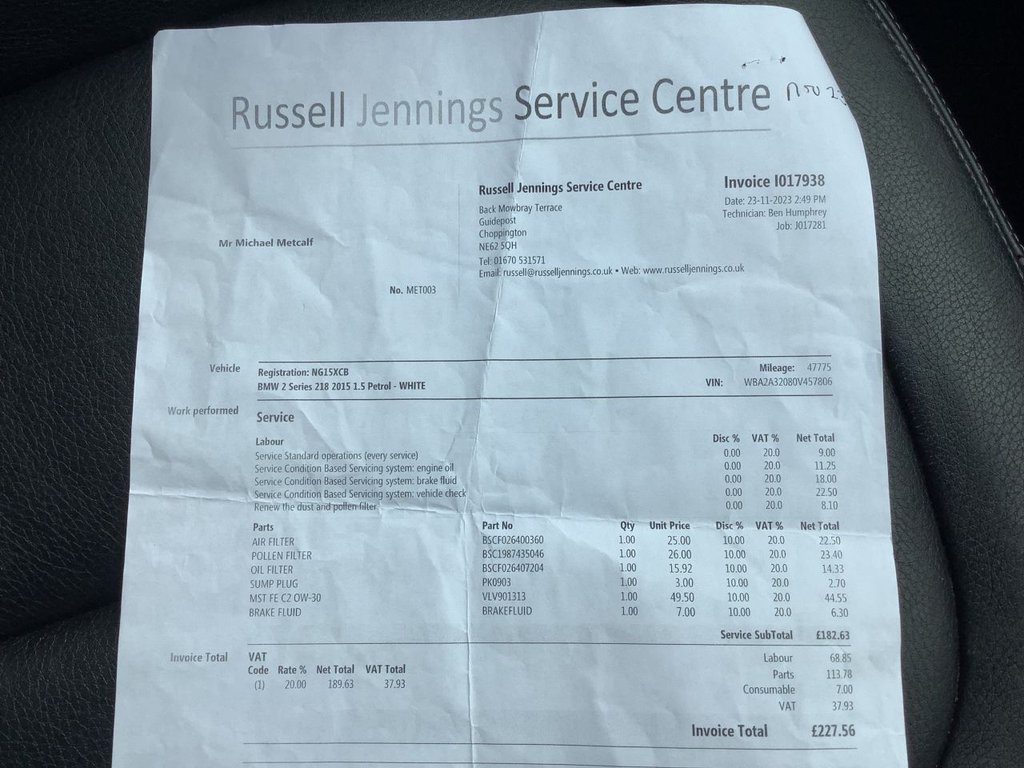 Russell Jennings Service Centre
Nov 23
Russell Jennings Service Centre
Back Mowbray Terrace
Guidepost
Choppington
NE62 5QH
Tel: 01670 531571
Email: russell@russelljennings.co.uk • Web: www.russelljennings.co.uk
Invoice I017938
Date: 23-11-2023 2:49 PM
Technician: Ben Humphrey
Job: J017281
Mr Michael Metcalf
No. MET003
Vehicle
Registration: NG15XCB
BMW 2 Series 218 2015 1.5 Petrol - WHITE
Mileage: 47775
VIN: WBA2A32080V457806
Work performed
Service
Labour Disc % VAT % Net Total
Service Standard operations (every service) 0.00 20.0 9.00
Service Condition Based Servicing system: engine oil 0.00 20.0 11.25
Service Condition Based Servicing system: brake fluid 0.00 20.0 18.00
Service Condition Based Servicing system: vehicle check 0.00 20.0 22.50
Renew the dust and pollen filter 0.00 20.0 8.10
Parts Part No Qty Unit Price Disc % VAT % Net Total
AIR FILTER BSCF026400360 1.00 25.00 10.00 20.0 22.50
POLLEN FILTER BSC1987435046 1.00 26.00 10.00 20.0 23.40
OIL FILTER BSCF026407204 1.00 15.92 10.00 20.0 14.33
SUMP PLUG PK0903 1.00 3.00 10.00 20.0 2.70
MST FE C2 OW-30 VLV901313 1.00 49.50 10.00 20.0 44.55
BRAKE FLUID BRAKEFLUID 1.00 7.00 10.00 20.0 6.30
Service SubTotal £182.63
Invoice Total
VAT
Code Rate % Net Total VAT Total
(1) 20.00 189.63 37.93
Labour 68.85
Parts 113.78
Consumable 7.00
VAT 37.93
Invoice Total £227.56